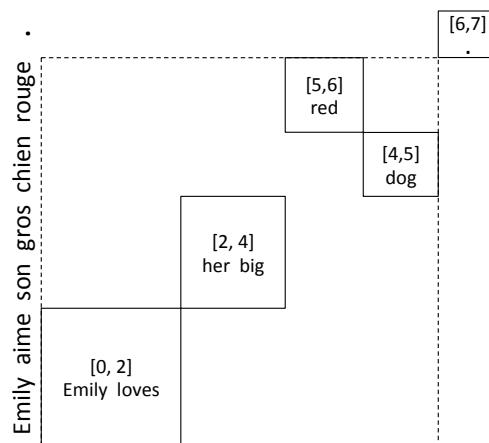 [6,7]
.
[5,6]
red
[4,5]
dog
[2, 4]
her big
[0, 2]
Emily loves
Emily aime son gros chien rouge .